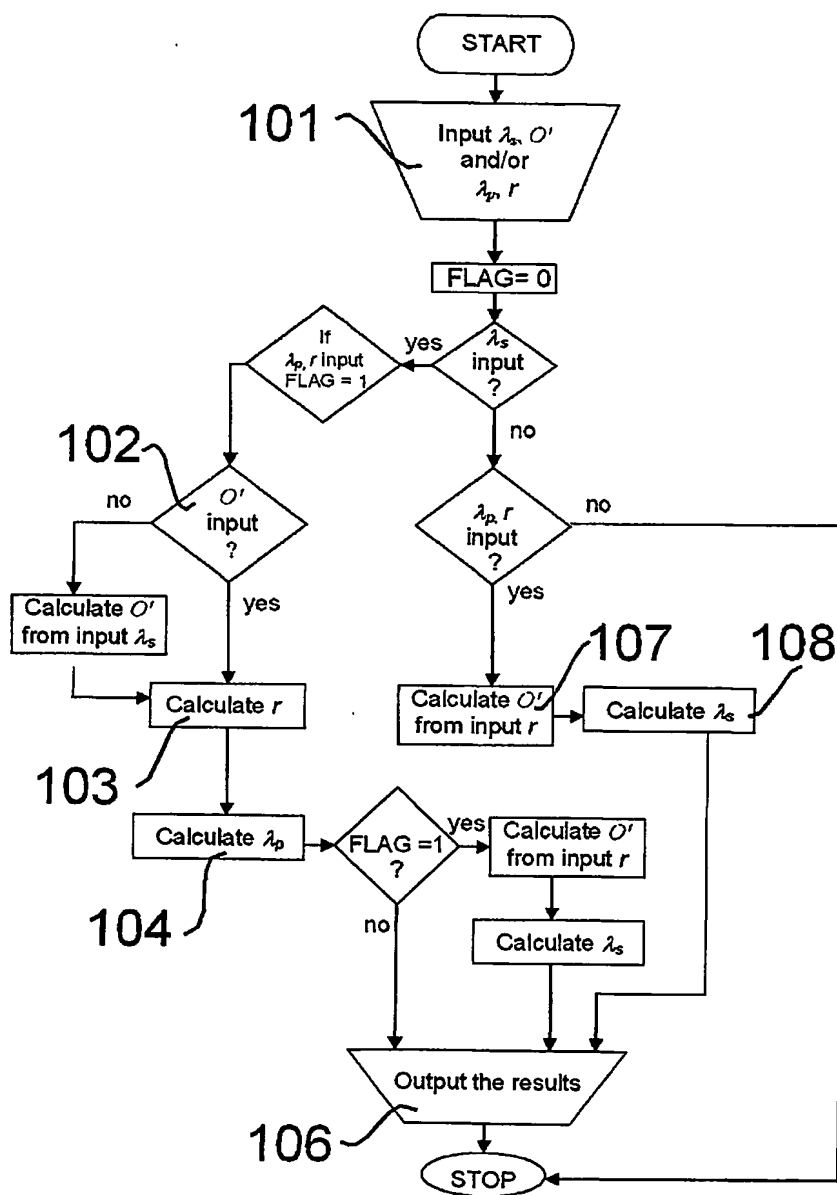 START
101
Input λs, O'
and/or
λp, r
FLAG= 0
If
λp, r Input
FLAG = 1
yes
λs
input
?
no
102
no
O'
input
?
λp, r
input
?
no
yes
yes
Calculate O'
from input λs
107
108
Calculate r
Calculate O'
from input r
Calculate λs
103
Calculate λp
FLAG =1
?
yes
Calculate O'
from input r
104
no
Calculate λs
Output the results
106
STOP